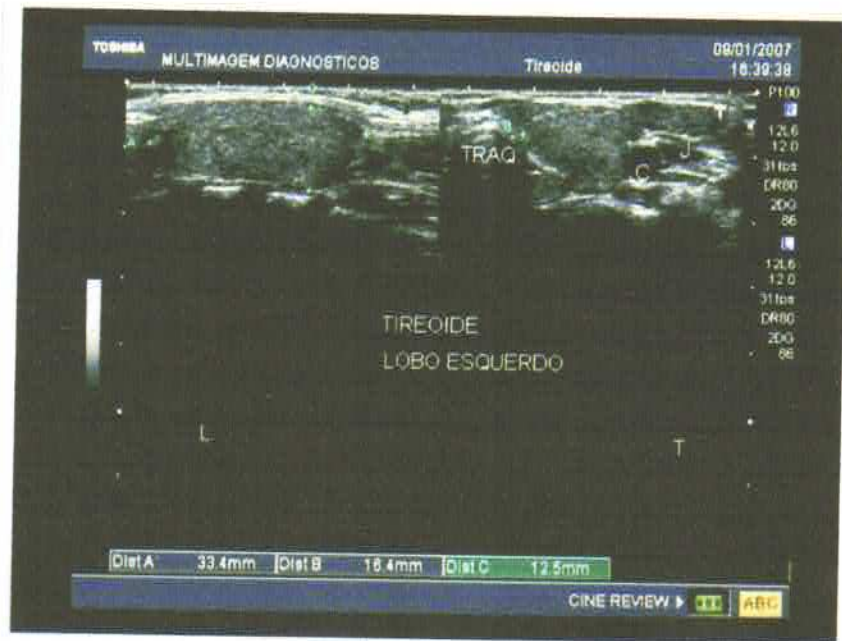 TOSHIBA
MULTIMAGEM DIAGNOSTICOS Tireoide 09/01/2007
16:39:38
P100
12L6
12.0
31fps
DR80
2DG
86
12L6
12.0
31fps
DR80
2DG
86
TRAQ
C
J
TIREOIDE
LOBO ESQUERDO
L
T
Dist A 33.4mm Dist B 16.4mm Dist C 12.5mm
CINE REVIEW
ABC